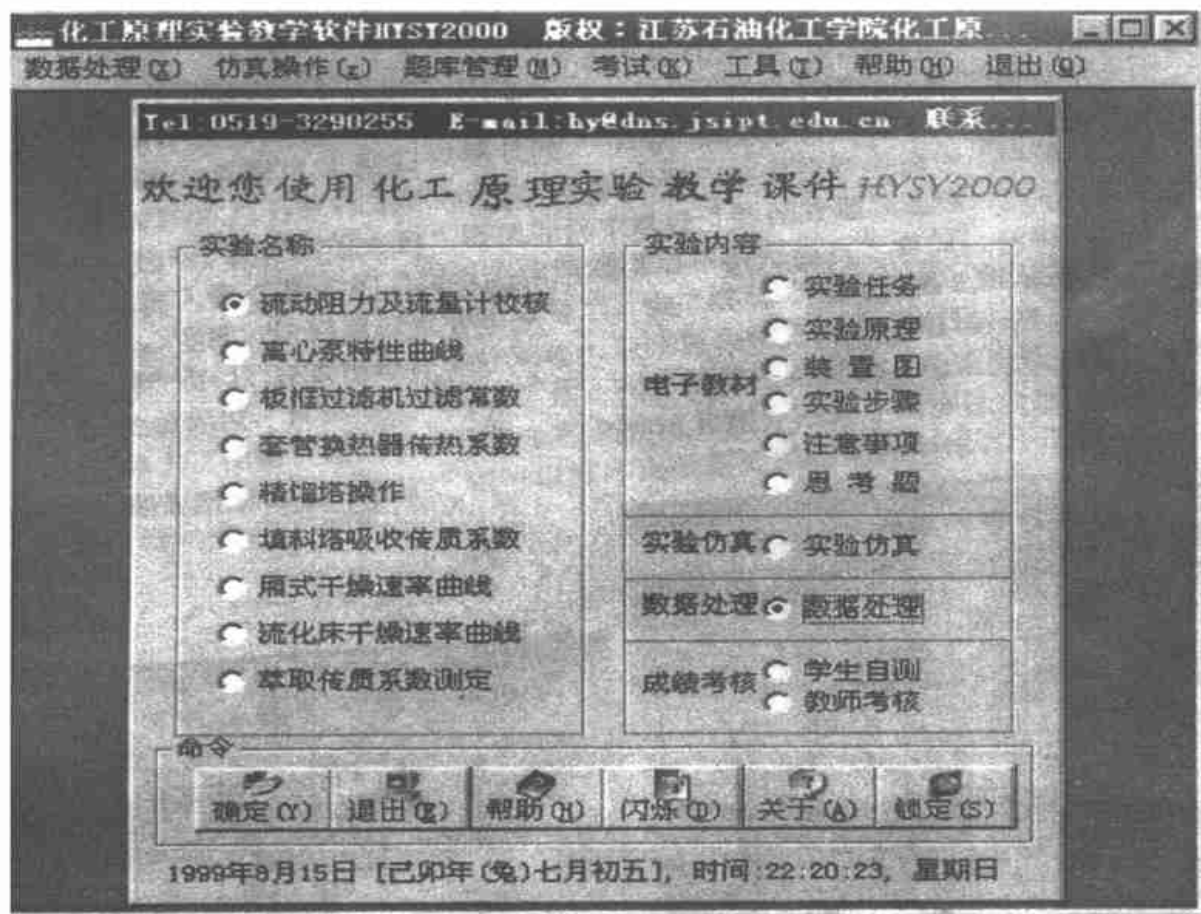 化工原理实验教学软件HYSY2000 版权：江苏石油化工学院化工原...
数据处理(X) 仿真操作(Z) 题库管理(M) 考试(K) 工具(T) 帮助(H) 退出(Q)
Tel:0519-3290255 E-mail:hy@dns.jsipt.edu.cn 联系...
欢迎您使用化工原理实验教学课件HYSY2000
实验名称
流动阻力及流量计校核
离心泵特性曲线
板框过滤机过滤常数
套管换热器传热系数
精馏塔操作
填料塔吸收传质系数
厢式干燥速率曲线
流化床干燥速率曲线
萃取传质系数测定
实验内容
电子教材
实验任务
实验原理
装置图
实验步骤
注意事项
思考题
实验仿真 实验仿真
数据处理 数据处理
成绩考核
学生自测
教师考核
命令
确定(Y) 退出(E) 帮助(H) 闪烁(D) 关于(A) 锁定(S)
1999年8月15日 [己卯年(兔)七月初五], 时间:22:20:23, 星期日